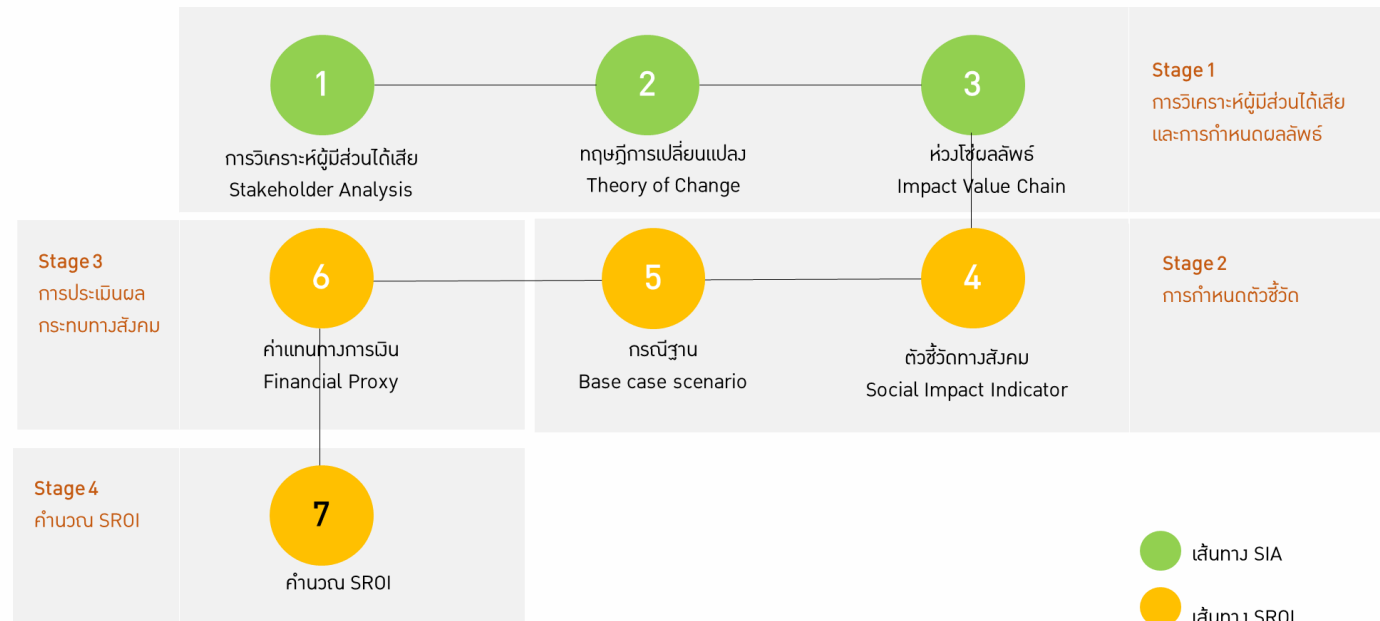 1
2
3
Stage 1
การวิเคราะห์ผู้มีส่วนได้เสีย
และการกำหนดผลลัพธ์
การวิเคราะห์ผู้มีส่วนได้เสีย
Stakeholder Analysis
ทฤษฎีการเปลี่ยนแปลง
Theory of Change
ห่วงโซ่ผลลัพธ์
Impact Value Chain
Stage 3
การประเมินผล
กระทบทางสังคม
6
5
4
Stage 2
การกำหนดตัวชี้วัด
ค่าแทนทางการเงิน
Financial Proxy
กรณีฐาน
Base case scenario
ตัวชี้วัดทางสังคม
Social Impact Indicator
Stage 4
คำนวณ SROI
7
คำนวณ SROI
เส้นทาง SIA
เส้นทาง SROI